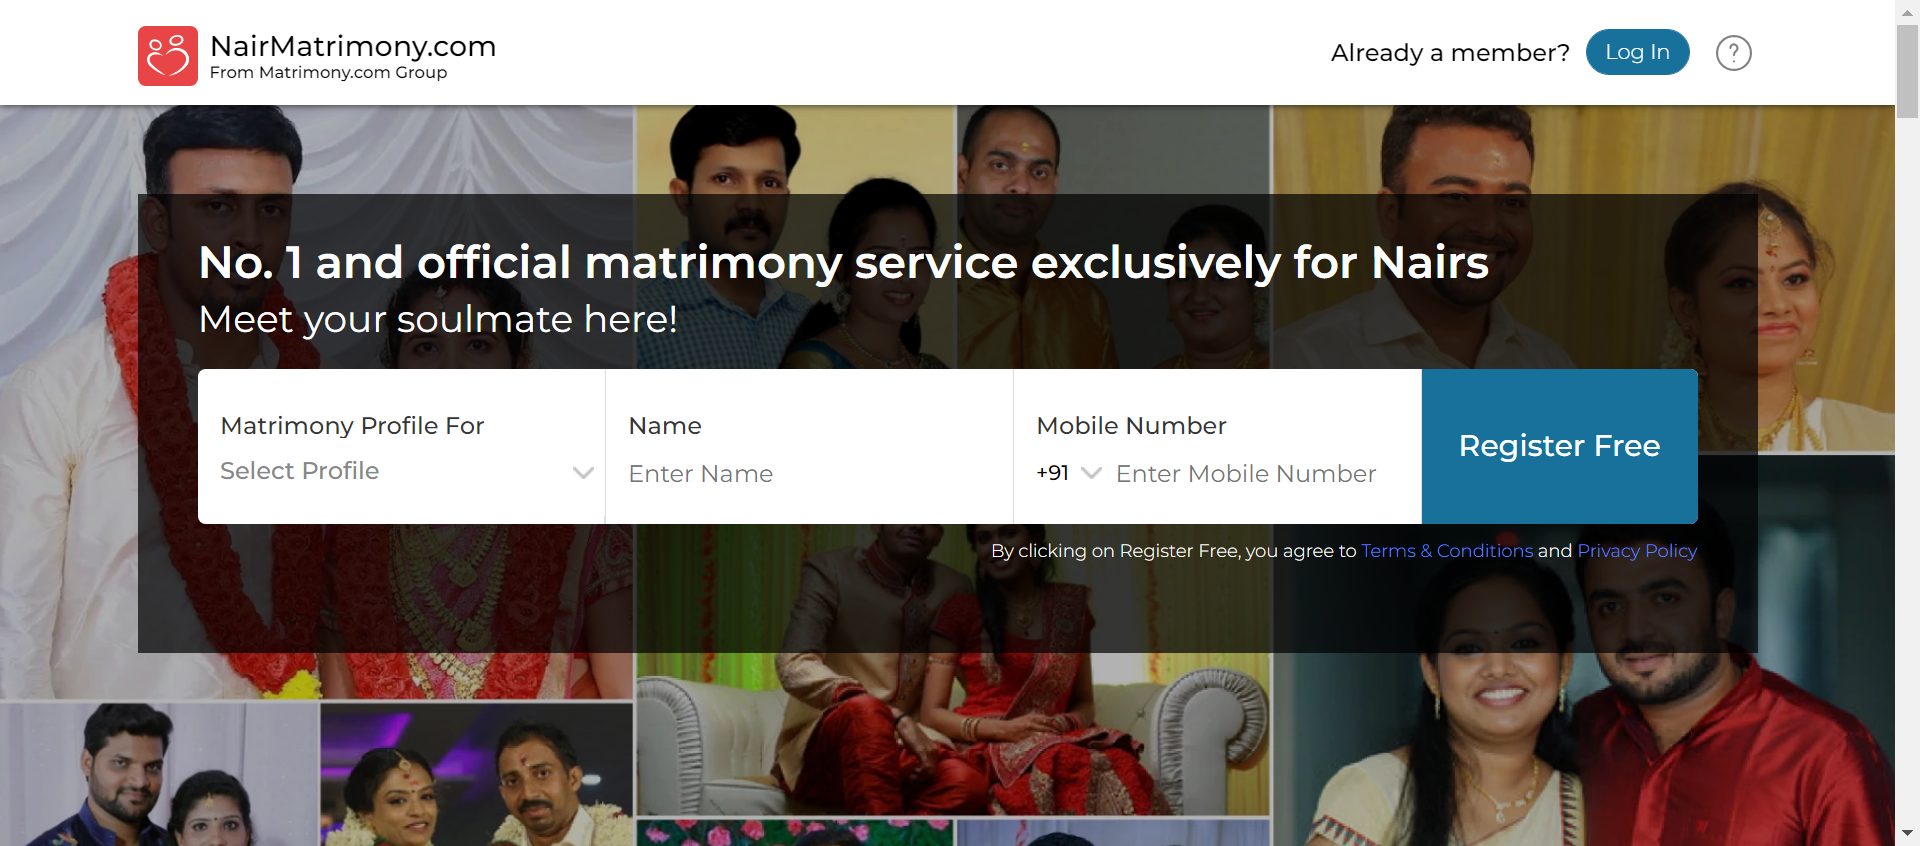 NairMatrimony.com
From Matrimony.com Group
Already a member?
Log In
?
No. 1 and official matrimony service exclusively for Nairs
Meet your soulmate here!
Matrimony Profile For
Select Profile
Name
Enter Name
Mobile Number
+91
Enter Mobile Number
Register Free
By clicking on Register Free, you agree to Terms & Conditions and Privacy Policy